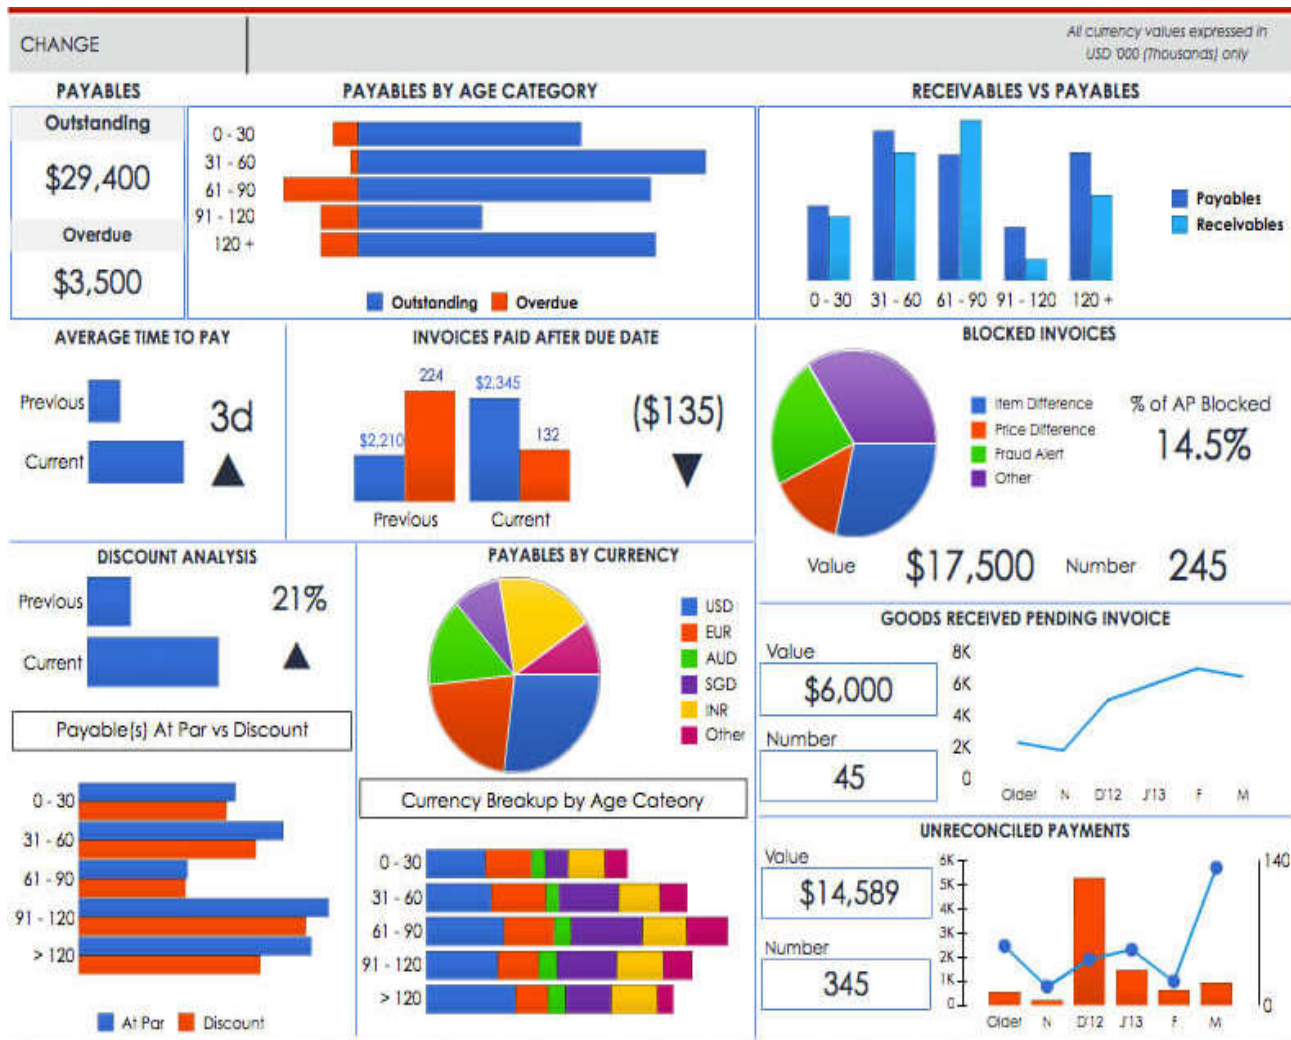 CHANGE
All currency values expressed in
USD '000 (Thousands) only
PAYABLES
Outstanding
$29,400
Overdue
$3,500
PAYABLES BY AGE CATEGORY
0 - 30
31 - 60
61 - 90
91 - 120
120 +
Outstanding
Overdue
RECEIVABLES VS PAYABLES
Payables
Receivables
0 - 30
31 - 60
61 - 90
91 - 120
120 +
AVERAGE TIME TO PAY
Previous
Current
3d
INVOICES PAID AFTER DUE DATE
$2,210
224
$2,345
132
Previous
Current
($135)
BLOCKED INVOICES
Item Difference
Price Difference
Fraud Alert
Other
% of AP Blocked
14.5%
Value
$17,500
Number
245
DISCOUNT ANALYSIS
Previous
Current
21%
Payable(s) At Par vs Discount
0 - 30
31 - 60
61 - 90
91 - 120
> 120
At Par
Discount
PAYABLES BY CURRENCY
USD
EUR
AUD
SGD
INR
Other
Currency Breakup by Age Cateory
0 - 30
31 - 60
61 - 90
91 - 120
> 120
GOODS RECEIVED PENDING INVOICE
Value
$6,000
Number
45
8K
6K
4K
2K
0
Older
N
D'12
J'13
F
M
UNRECONCILED PAYMENTS
Value
$14,589
Number
345
6K
5K
4K
3K
2K
1K
0
140
0
Older
N
D'12
J'13
F
M